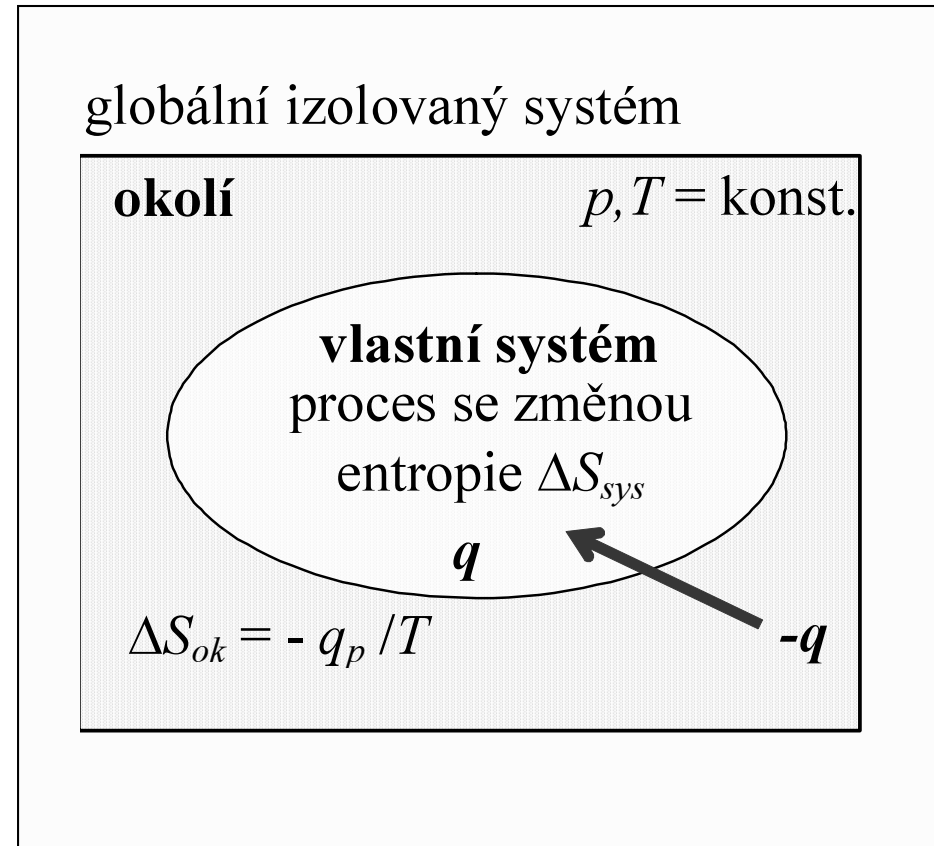 globální izolovaný systém
okolí p,T = konst.
vlastní systém
proces se změnou
entropie ΔS_sys
q
ΔS_ok = - q_p /T -q